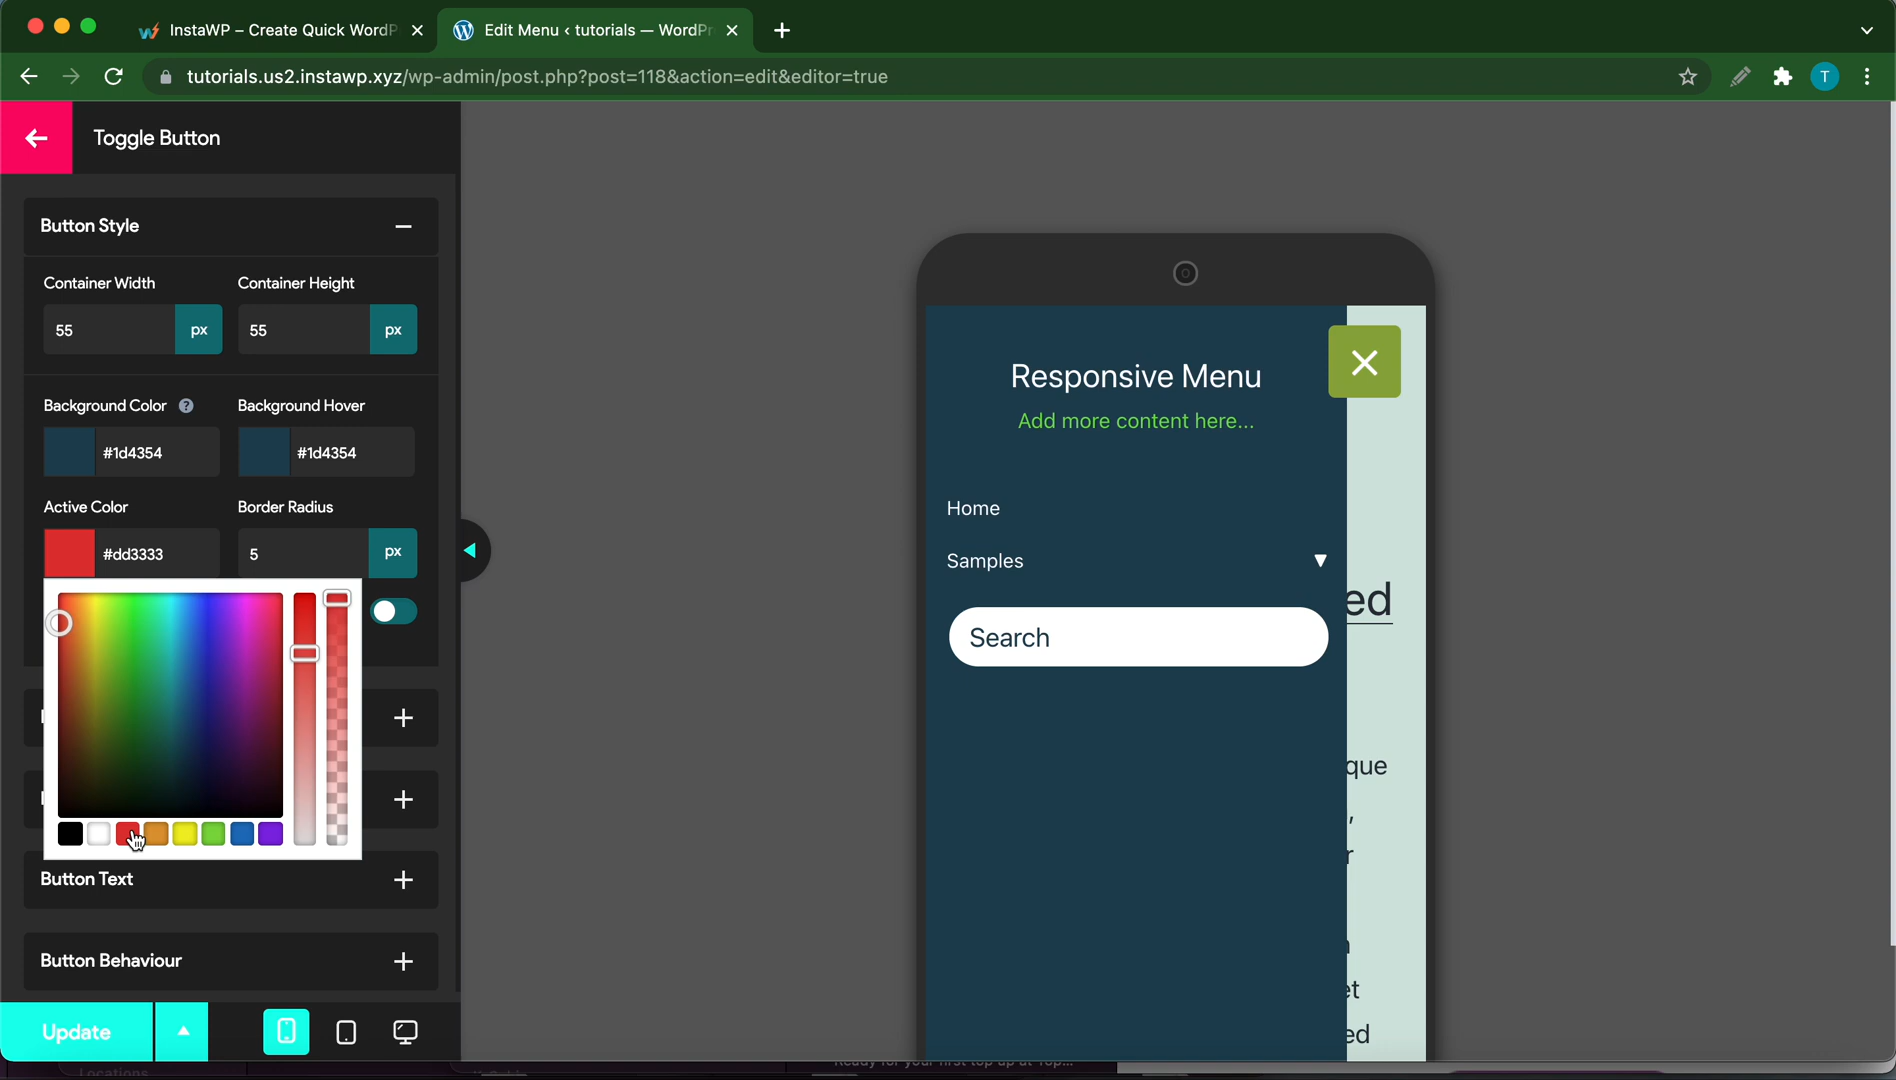 InstaWP – Create Quick WordP
Edit Menu ‹ tutorials — WordPr
tutorials.us2.instawp.xyz/wp-admin/post.php?post=118&action=edit&editor=true
T
Toggle Button
Button Style
Container Width
Container Height
55 px
55 px
Background Color ?
Background Hover
#1d4354
#1d4354
Active Color
Border Radius
#dd3333
5 px
Button Text
Button Behaviour
Update
Responsive Menu
Add more content here...
Home
Samples
Search
ed
que
,
r
et
ed
Locations